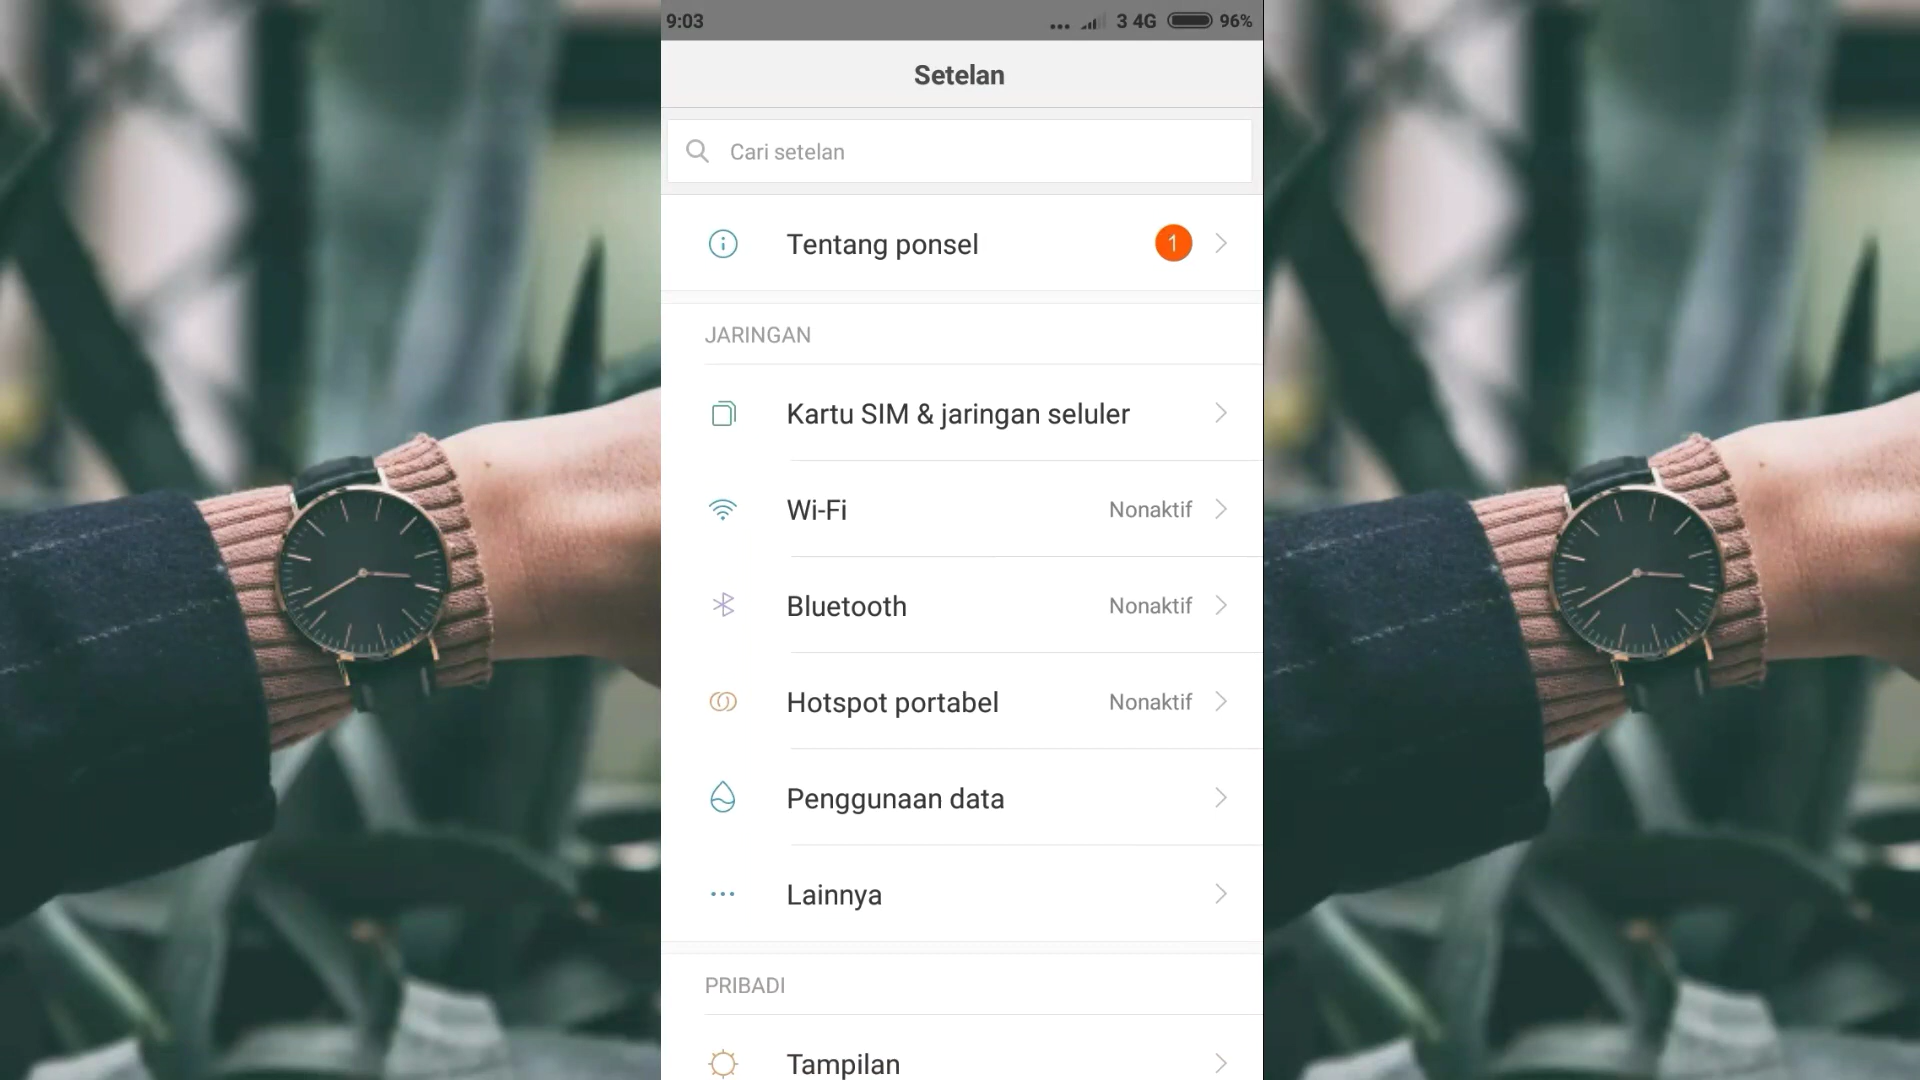 9:03 ... 3 4G 96%
Setelan
Cari setelan
Tentang ponsel 1
JARINGAN
Kartu SIM & jaringan seluler
Wi-Fi Nonaktif
Bluetooth Nonaktif
Hotspot portabel Nonaktif
Penggunaan data
Lainnya
PRIBADI
Tampilan